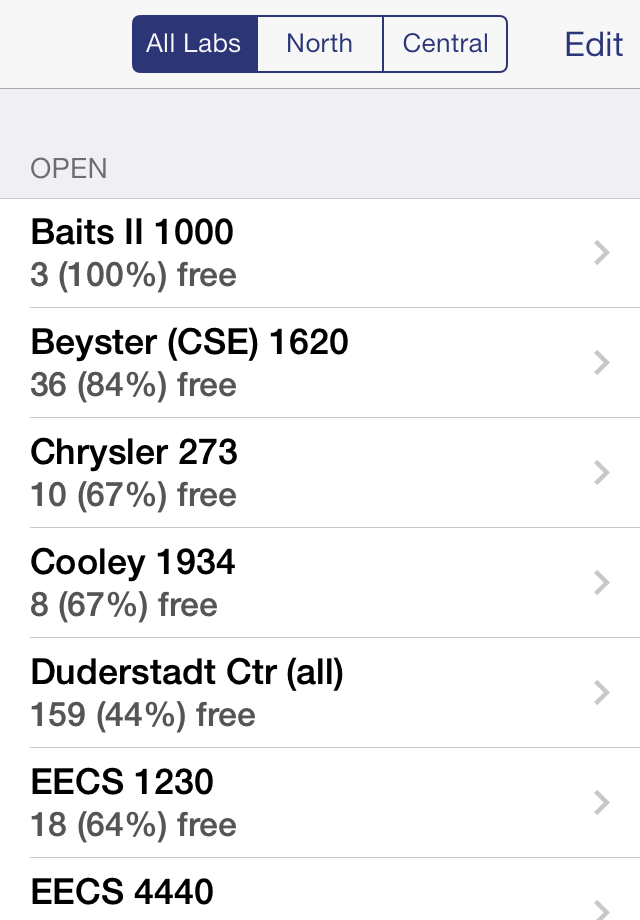 All Labs North Central Edit
OPEN
Baits II 1000
3 (100%) free
Beyster (CSE) 1620
36 (84%) free
Chrysler 273
10 (67%) free
Cooley 1934
8 (67%) free
Duderstadt Ctr (all)
159 (44%) free
EECS 1230
18 (64%) free
EECS 4440